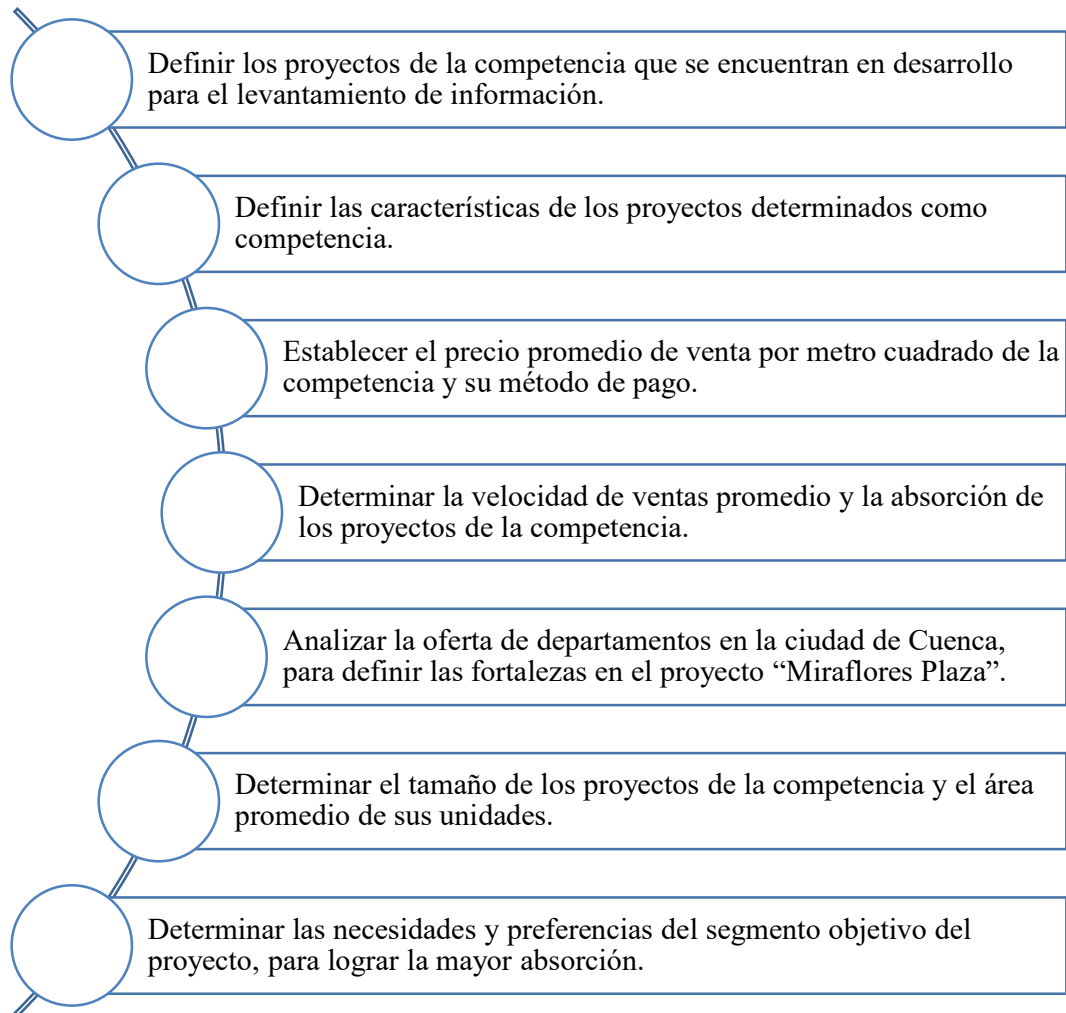 Definir los proyectos de la competencia que se encuentran en desarrollo
para el levantamiento de información.
Definir las características de los proyectos determinados como
competencia.
Establecer el precio promedio de venta por metro cuadrado de la
competencia y su método de pago.
Determinar la velocidad de ventas promedio y la absorción de
los proyectos de la competencia.
Analizar la oferta de departamentos en la ciudad de Cuenca,
para definir las fortalezas en el proyecto “Miraflores Plaza”.
Determinar el tamaño de los proyectos de la competencia y el área
promedio de sus unidades.
Determinar las necesidades y preferencias del segmento objetivo del
proyecto, para lograr la mayor absorción.